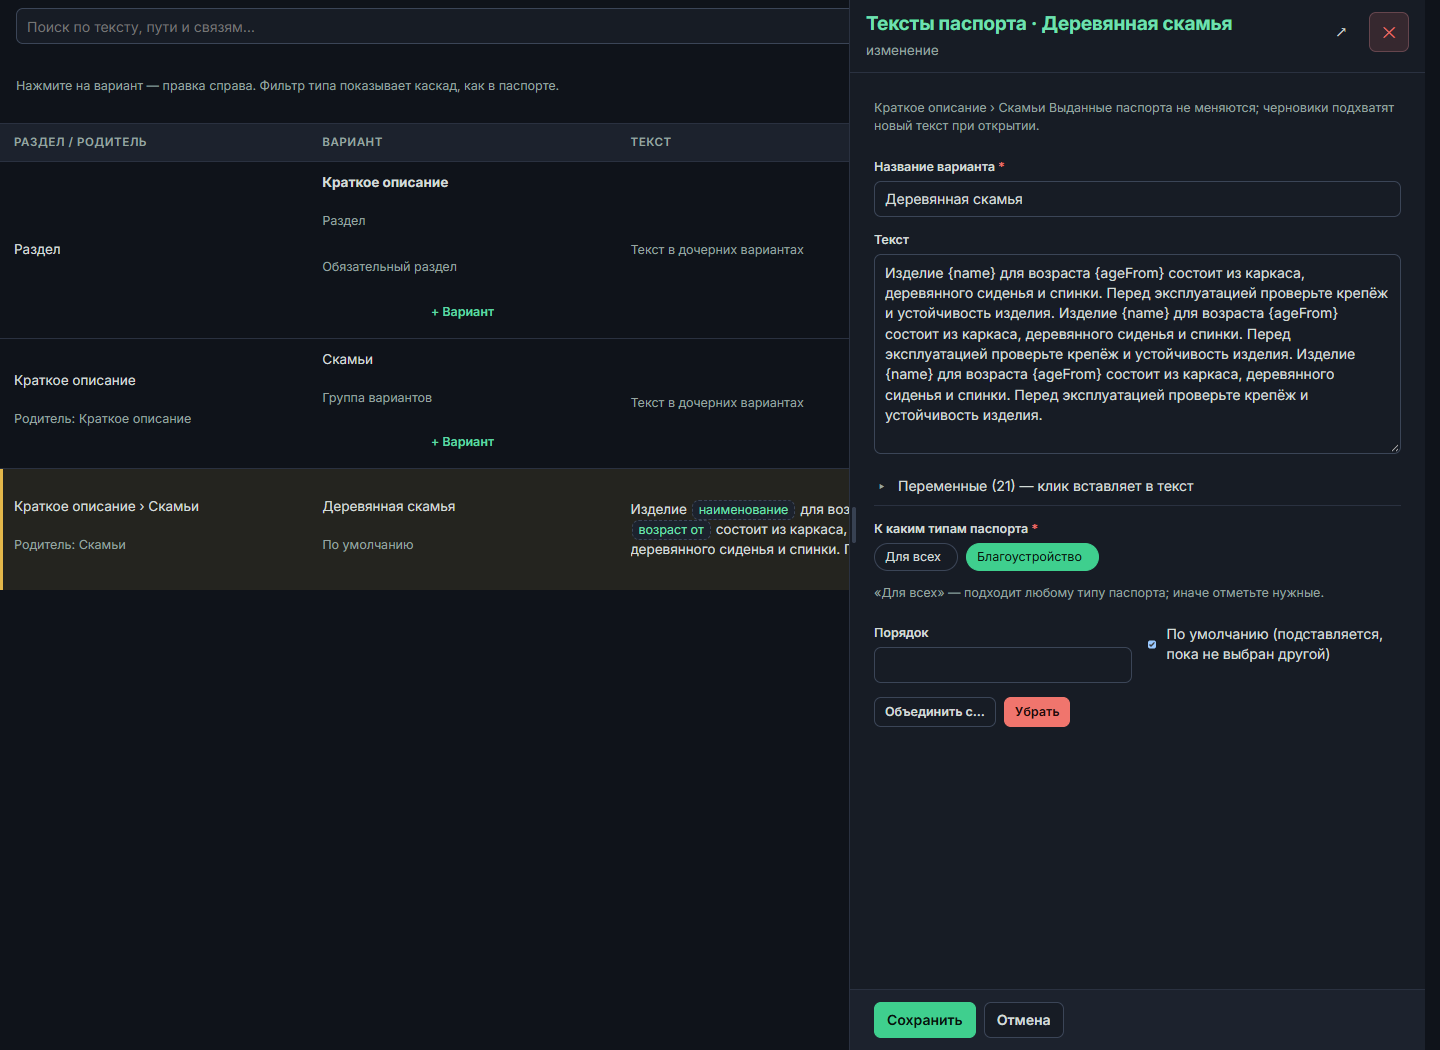 Поиск по тексту, пути и связям...
Нажмите на вариант — правка справа. Фильтр типа показывает каскад, как в паспорте.
РАЗДЕЛ / РОДИТЕЛЬ
ВАРИАНТ
ТЕКСТ
Раздел
Краткое описание
Раздел
Обязательный раздел
+ Вариант
Текст в дочерних вариантах
Краткое описание
Родитель: Краткое описание
Скамьи
Группа вариантов
+ Вариант
Текст в дочерних вариантах
Краткое описание › Скамьи
Родитель: Скамьи
Деревянная скамья
По умолчанию
Изделие наименование для воз
возраст от состоит из каркаса,
деревянного сиденья и спинки.
Тексты паспорта · Деревянная скамья
изменение
Краткое описание › Скамьи Выданные паспорта не меняются; черновики подхватят
новый текст при открытии.
Название варианта *
Деревянная скамья
Текст
Изделие {name} для возраста {ageFrom} состоит из каркаса,
деревянного сиденья и спинки. Перед эксплуатацией проверьте крепёж
и устойчивость изделия. Изделие {name} для возраста {ageFrom}
состоит из каркаса, деревянного сиденья и спинки. Перед
эксплуатацией проверьте крепёж и устойчивость изделия. Изделие
{name} для возраста {ageFrom} состоит из каркаса, деревянного
сиденья и спинки. Перед эксплуатацией проверьте крепёж и
устойчивость изделия.
Переменные (21) — клик вставляет в текст
К каким типам паспорта *
Для всех
Благоустройство
«Для всех» — подходит любому типу паспорта; иначе отметьте нужные.
Порядок
По умолчанию (подставляется,
пока не выбран другой)
Объединить с...
Убрать
Сохранить
Отмена